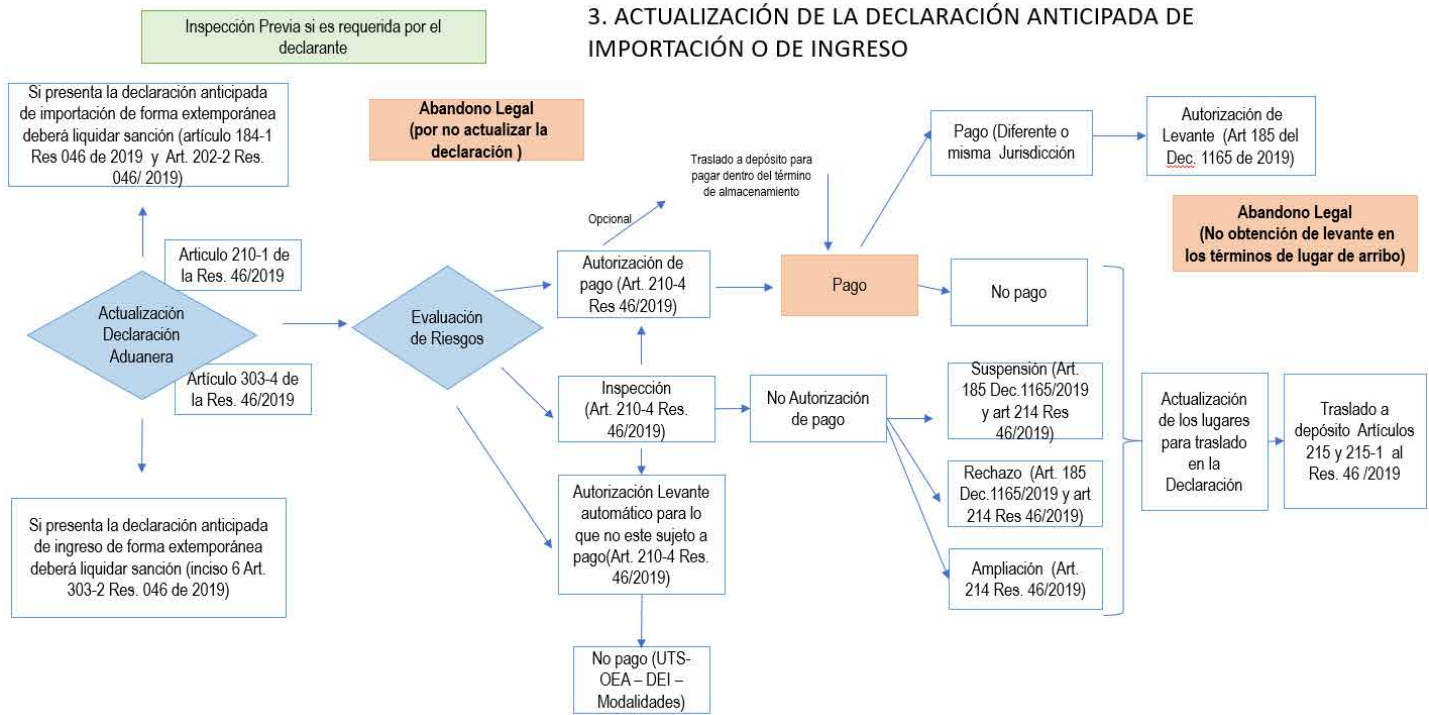 3. ACTUALIZACIÓN DE LA DECLARACIÓN ANTICIPADA DE
IMPORTACIÓN O DE INGRESO
Inspección Previa si es requerida por el
declarante
Si presenta la declaración anticipada
de importación de forma extemporánea
deberá liquidar sanción (artículo 184-1
Res 046 de 2019 y Art. 202-2 Res.
046/ 2019)
Abandono Legal
(por no actualizar la
declaración )
Articulo 210-1 de
la Res. 46/2019
Actualización
Declaración
Aduanera
Artículo 303-4 de
la Res. 46/2019
Si presenta la declaración anticipada
de ingreso de forma extemporánea
deberá liquidar sanción (inciso 6 Art.
303-2 Res. 046 de 2019)
Evaluación
de Riesgos
Opcional
Traslado a depósito para
pagar dentro del término
de almacenamiento
Autorización de
pago (Art. 210-4
Res 46/2019)
Inspección
(Art. 210-4 Res.
46/2019)
Autorización Levante
automático para lo
que no este sujeto a
pago(Art. 210-4 Res.
46/2019)
No pago (UTS-
OEA – DEI –
Modalidades)
Pago
No Autorización
de pago
Pago (Diferente o
misma Jurisdicción
Autorización de
Levante (Art 185 del
Dec. 1165 de 2019)
Abandono Legal
(No obtención de levante en
los términos de lugar de arribo)
No pago
Suspensión (Art.
185 Dec.1165/2019
y art 214 Res
46/2019)
Rechazo (Art. 185
Dec.1165/2019 y art
214 Res 46/2019)
Ampliación (Art.
214 Res. 46/2019)
Actualización
de los lugares
para traslado
en la
Declaración
Traslado a
depósito Artículos
215 y 215-1 al
Res. 46 /2019